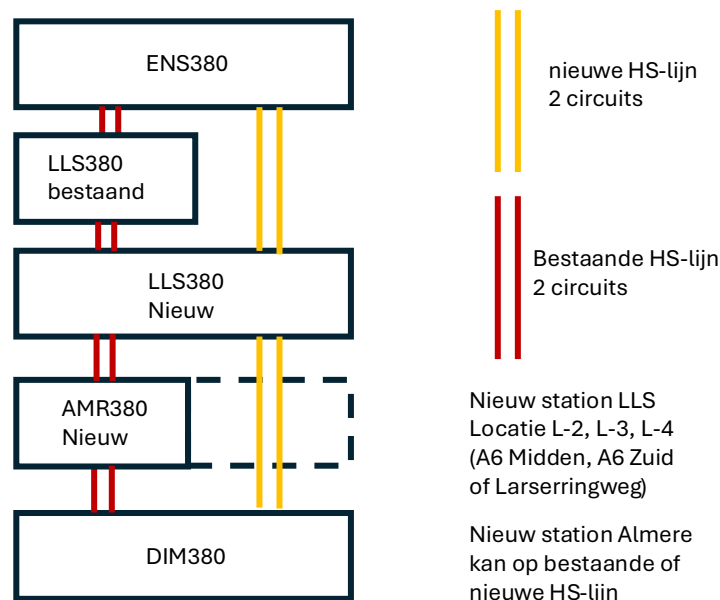 ENS380
LLS380
bestaand
LLS380
Nieuw
AMR380
Nieuw
DIM380
nieuwe HS-lijn
2 circuits
Bestaande HS-lijn
2 circuits
Nieuw station LLS
Locatie L-2, L-3, L-4
(A6 Midden, A6 Zuid
of Larserringweg)
Nieuw station Almere
kan op bestaande of
nieuwe HS-lijn